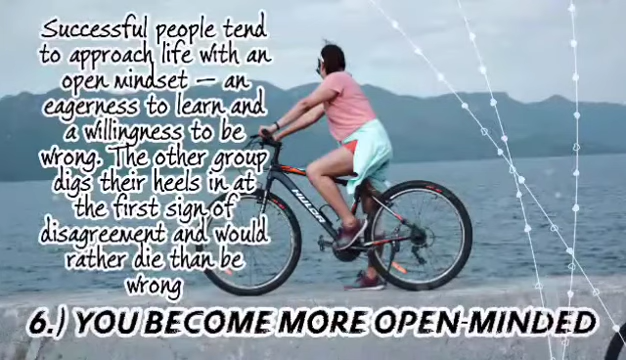 Successful people tend
to approach life with an
open mindset — an
eagerness to learn and
a willingness to be
wrong. The other group
digs their heels in at
the first sign of
disagreement and would
rather die than be
wrong
6.) YOU BECOME MORE OPEN-MINDED